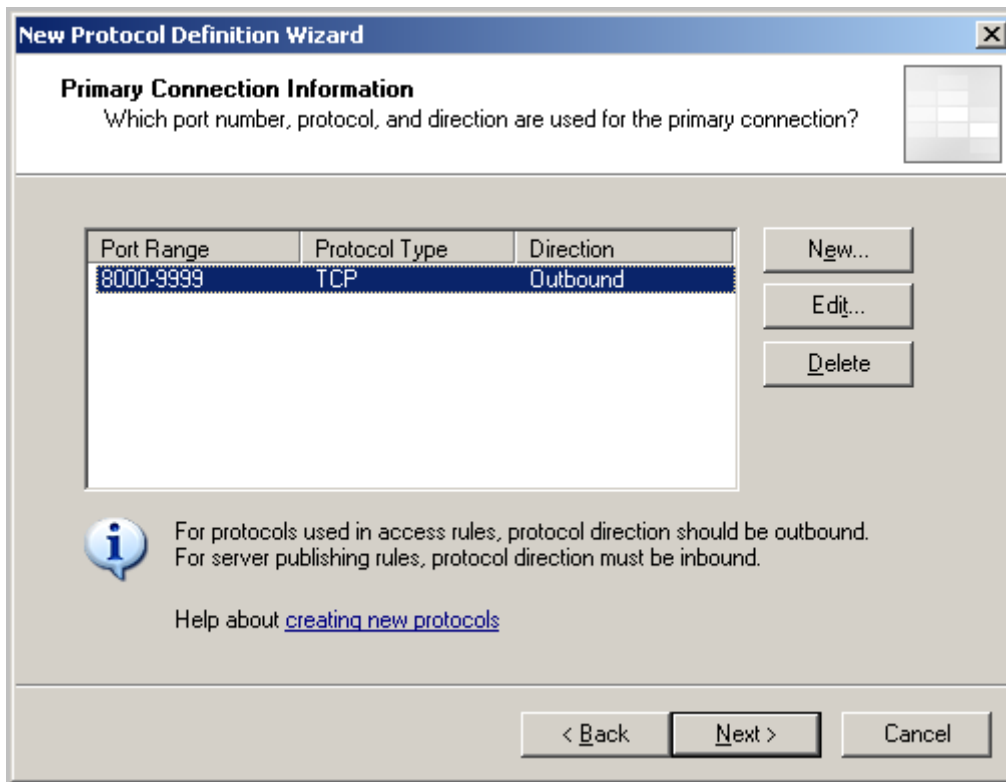 New Protocol Definition Wizard
Primary Connection Information
Which port number, protocol, and direction are used for the primary connection?
Port Range Protocol Type Direction
8000-9999 TCP Outbound
New...
Edit...
Delete
For protocols used in access rules, protocol direction should be outbound.
For server publishing rules, protocol direction must be inbound.
Help about creating new protocols
< Back Next > Cancel